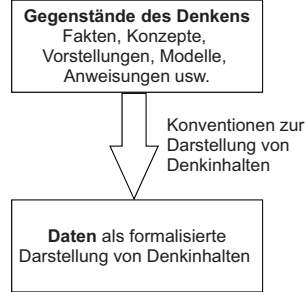 Gegenstände des Denkens
Fakten, Konzepte,
Vorstellungen, Modelle,
Anweisungen usw.
Konventionen zur
Darstellung von
Denkinhalten
Daten als formalisierte
Darstellung von Denkinhalten